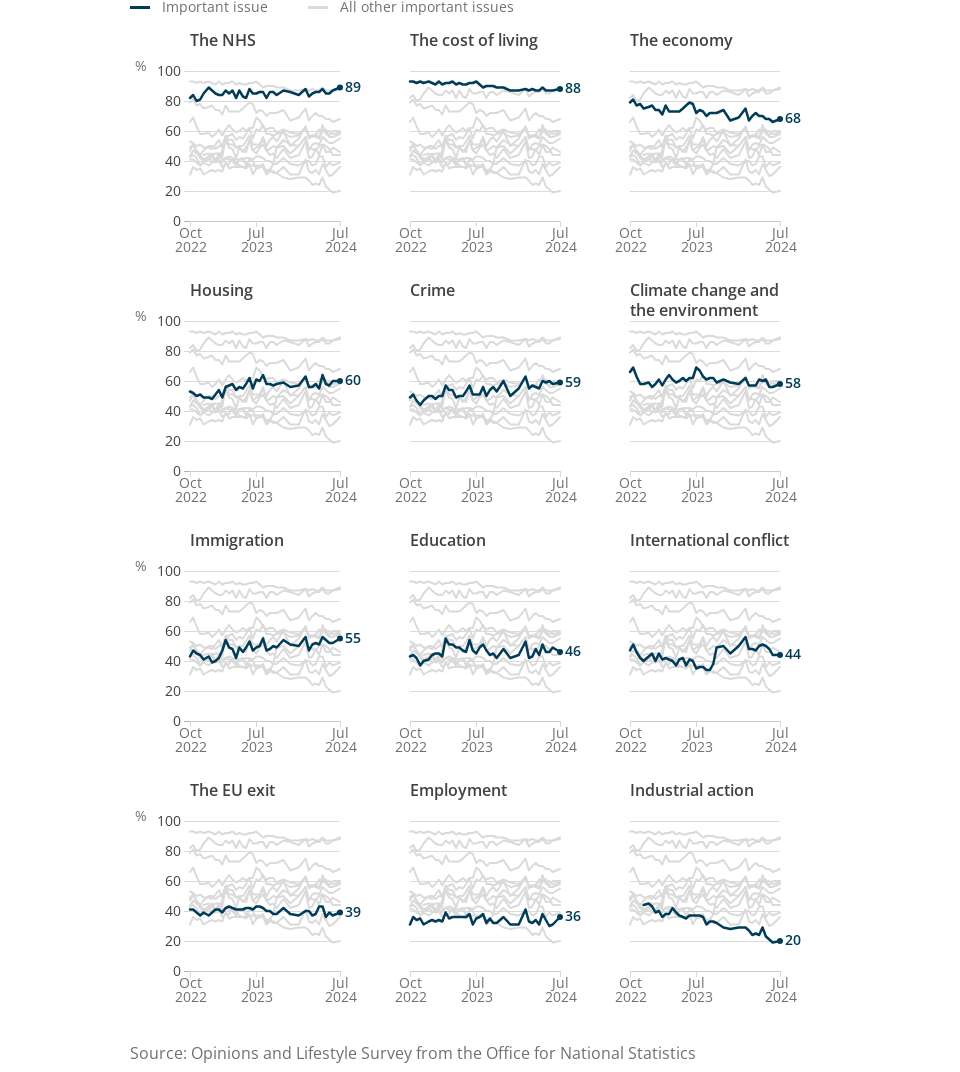 Important issue All other important issues
The NHS The cost of living The economy
%
100
80
60
40
20
0
89 88 68
Oct 2022 Jul 2023 Jul 2024 Oct 2022 Jul 2023 Jul 2024 Oct 2022 Jul 2023 Jul 2024
Housing Crime Climate change and
the environment
%
100
80
60
40
20
0
60 59 58
Oct 2022 Jul 2023 Jul 2024 Oct 2022 Jul 2023 Jul 2024 Oct 2022 Jul 2023 Jul 2024
Immigration Education International conflict
%
100
80
60
40
20
0
55 46 44
Oct 2022 Jul 2023 Jul 2024 Oct 2022 Jul 2023 Jul 2024 Oct 2022 Jul 2023 Jul 2024
The EU exit Employment Industrial action
%
100
80
60
40
20
0
39 36 20
Oct 2022 Jul 2023 Jul 2024 Oct 2022 Jul 2023 Jul 2024 Oct 2022 Jul 2023 Jul 2024
Source: Opinions and Lifestyle Survey from the Office for National Statistics